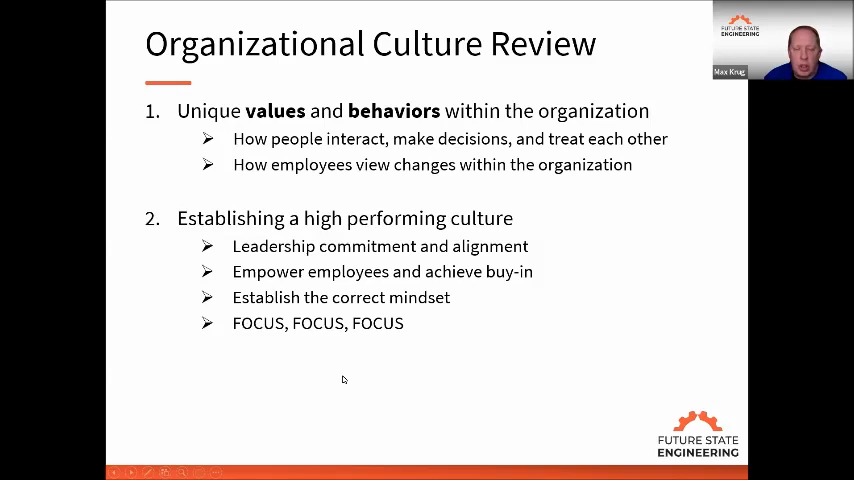 Organizational Culture Review
FUTURE STATE
ENGINEERING
Max Krug
1. Unique values and behaviors within the organization
➢ How people interact, make decisions, and treat each other
➢ How employees view changes within the organization
2. Establishing a high performing culture
➢ Leadership commitment and alignment
➢ Empower employees and achieve buy-in
➢ Establish the correct mindset
➢ FOCUS, FOCUS, FOCUS
FUTURE STATE
ENGINEERING